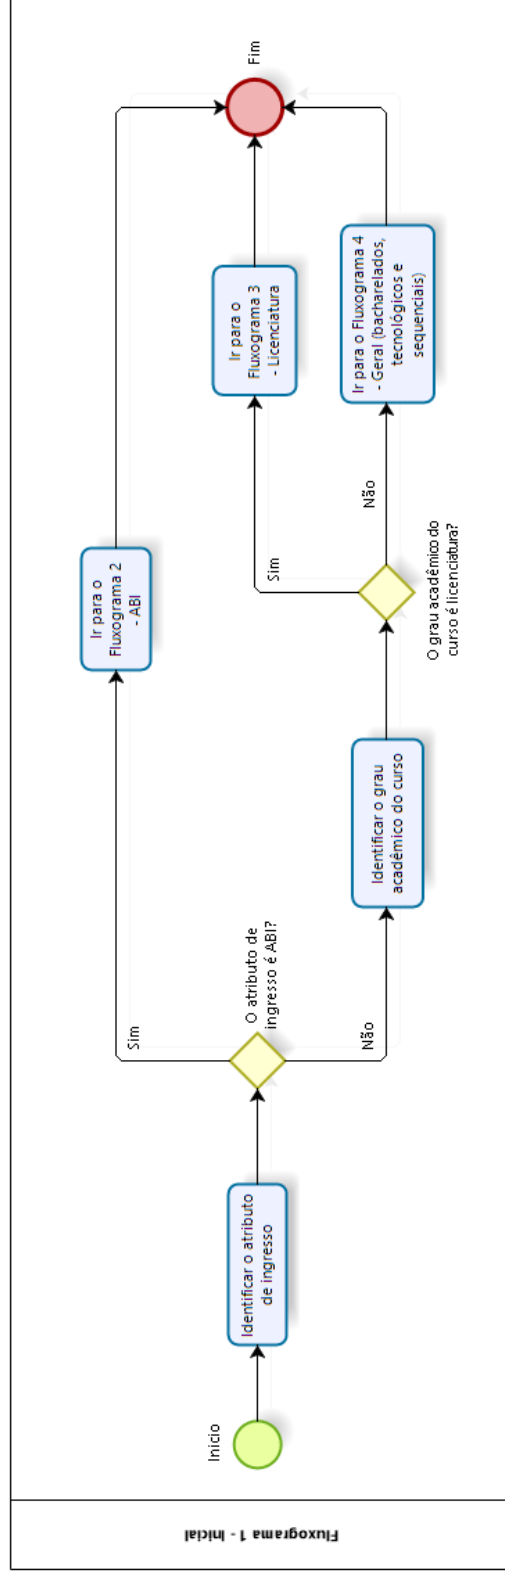 Fluxograma 1 - Inicial
Início
Identificar o atributo
de ingresso
O atributo de
ingresso é ABI?
Sim
Ir para o
Fluxograma 2
- ABI
Não
Identificar o grau
acadêmico do curso
O grau acadêmico do
curso é licenciatura?
Sim
Ir para o
Fluxograma 3
- Licenciatura
Não
Ir para o Fluxograma 4
- Geral (bacharelados,
tecnológicos e
sequenciais)
Fim